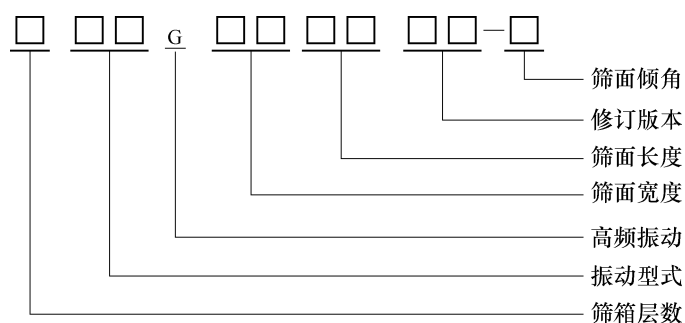 □ □□ G □□ □□ □□—□
筛面倾角
修订版本
筛面长度
筛面宽度
高频振动
振动型式
筛箱层数